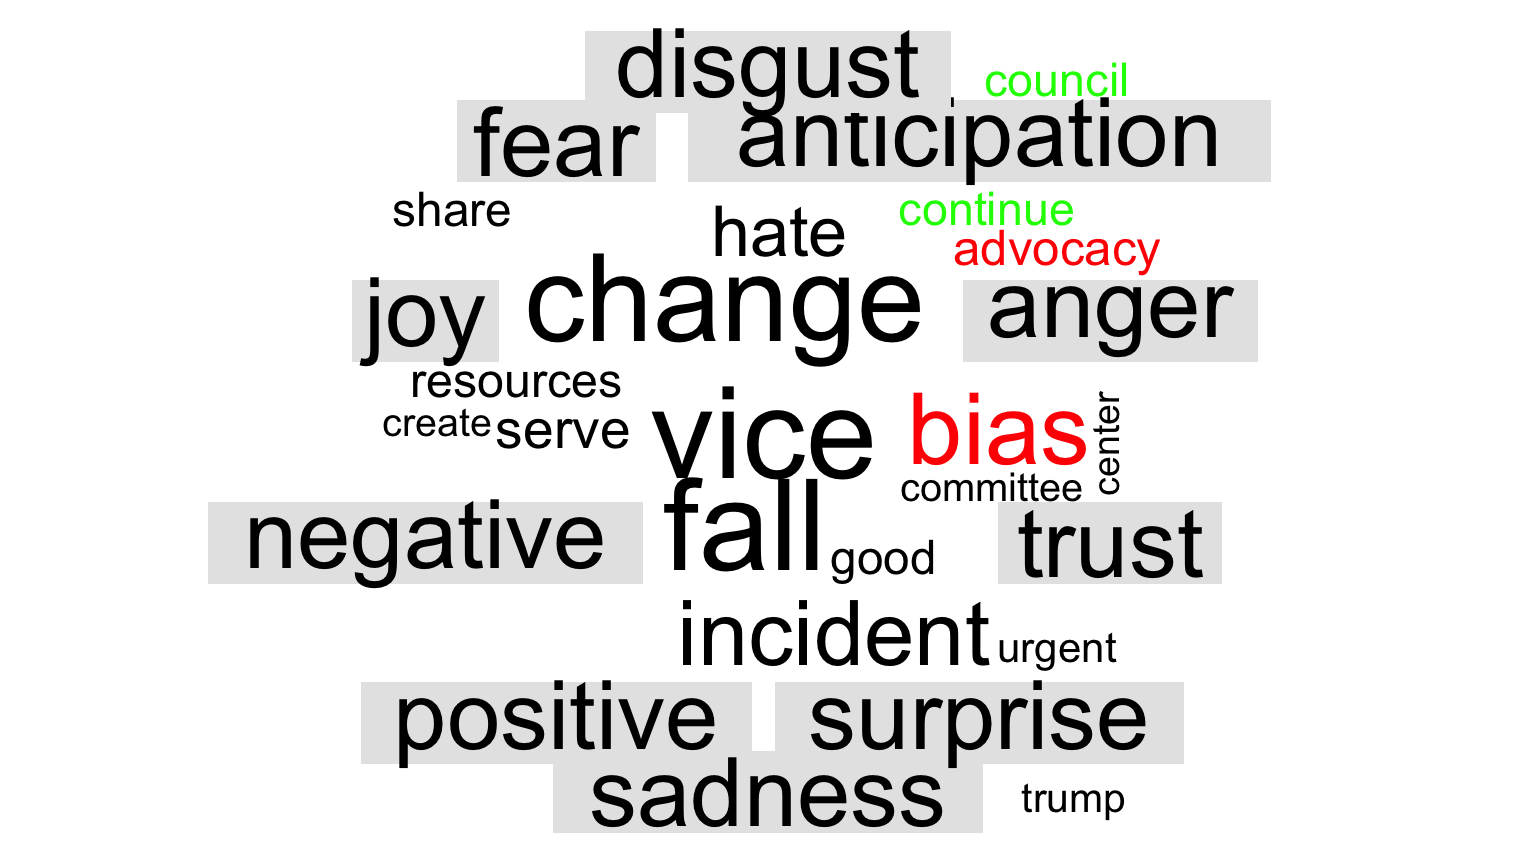 disgust
council
fear
anticipation
share
hate
continue
advocacy
joy
change
anger
resources
create
serve
vice
bias
center
committee
negative
fall
good
trust
incident
urgent
positive
surprise
sadness
trump